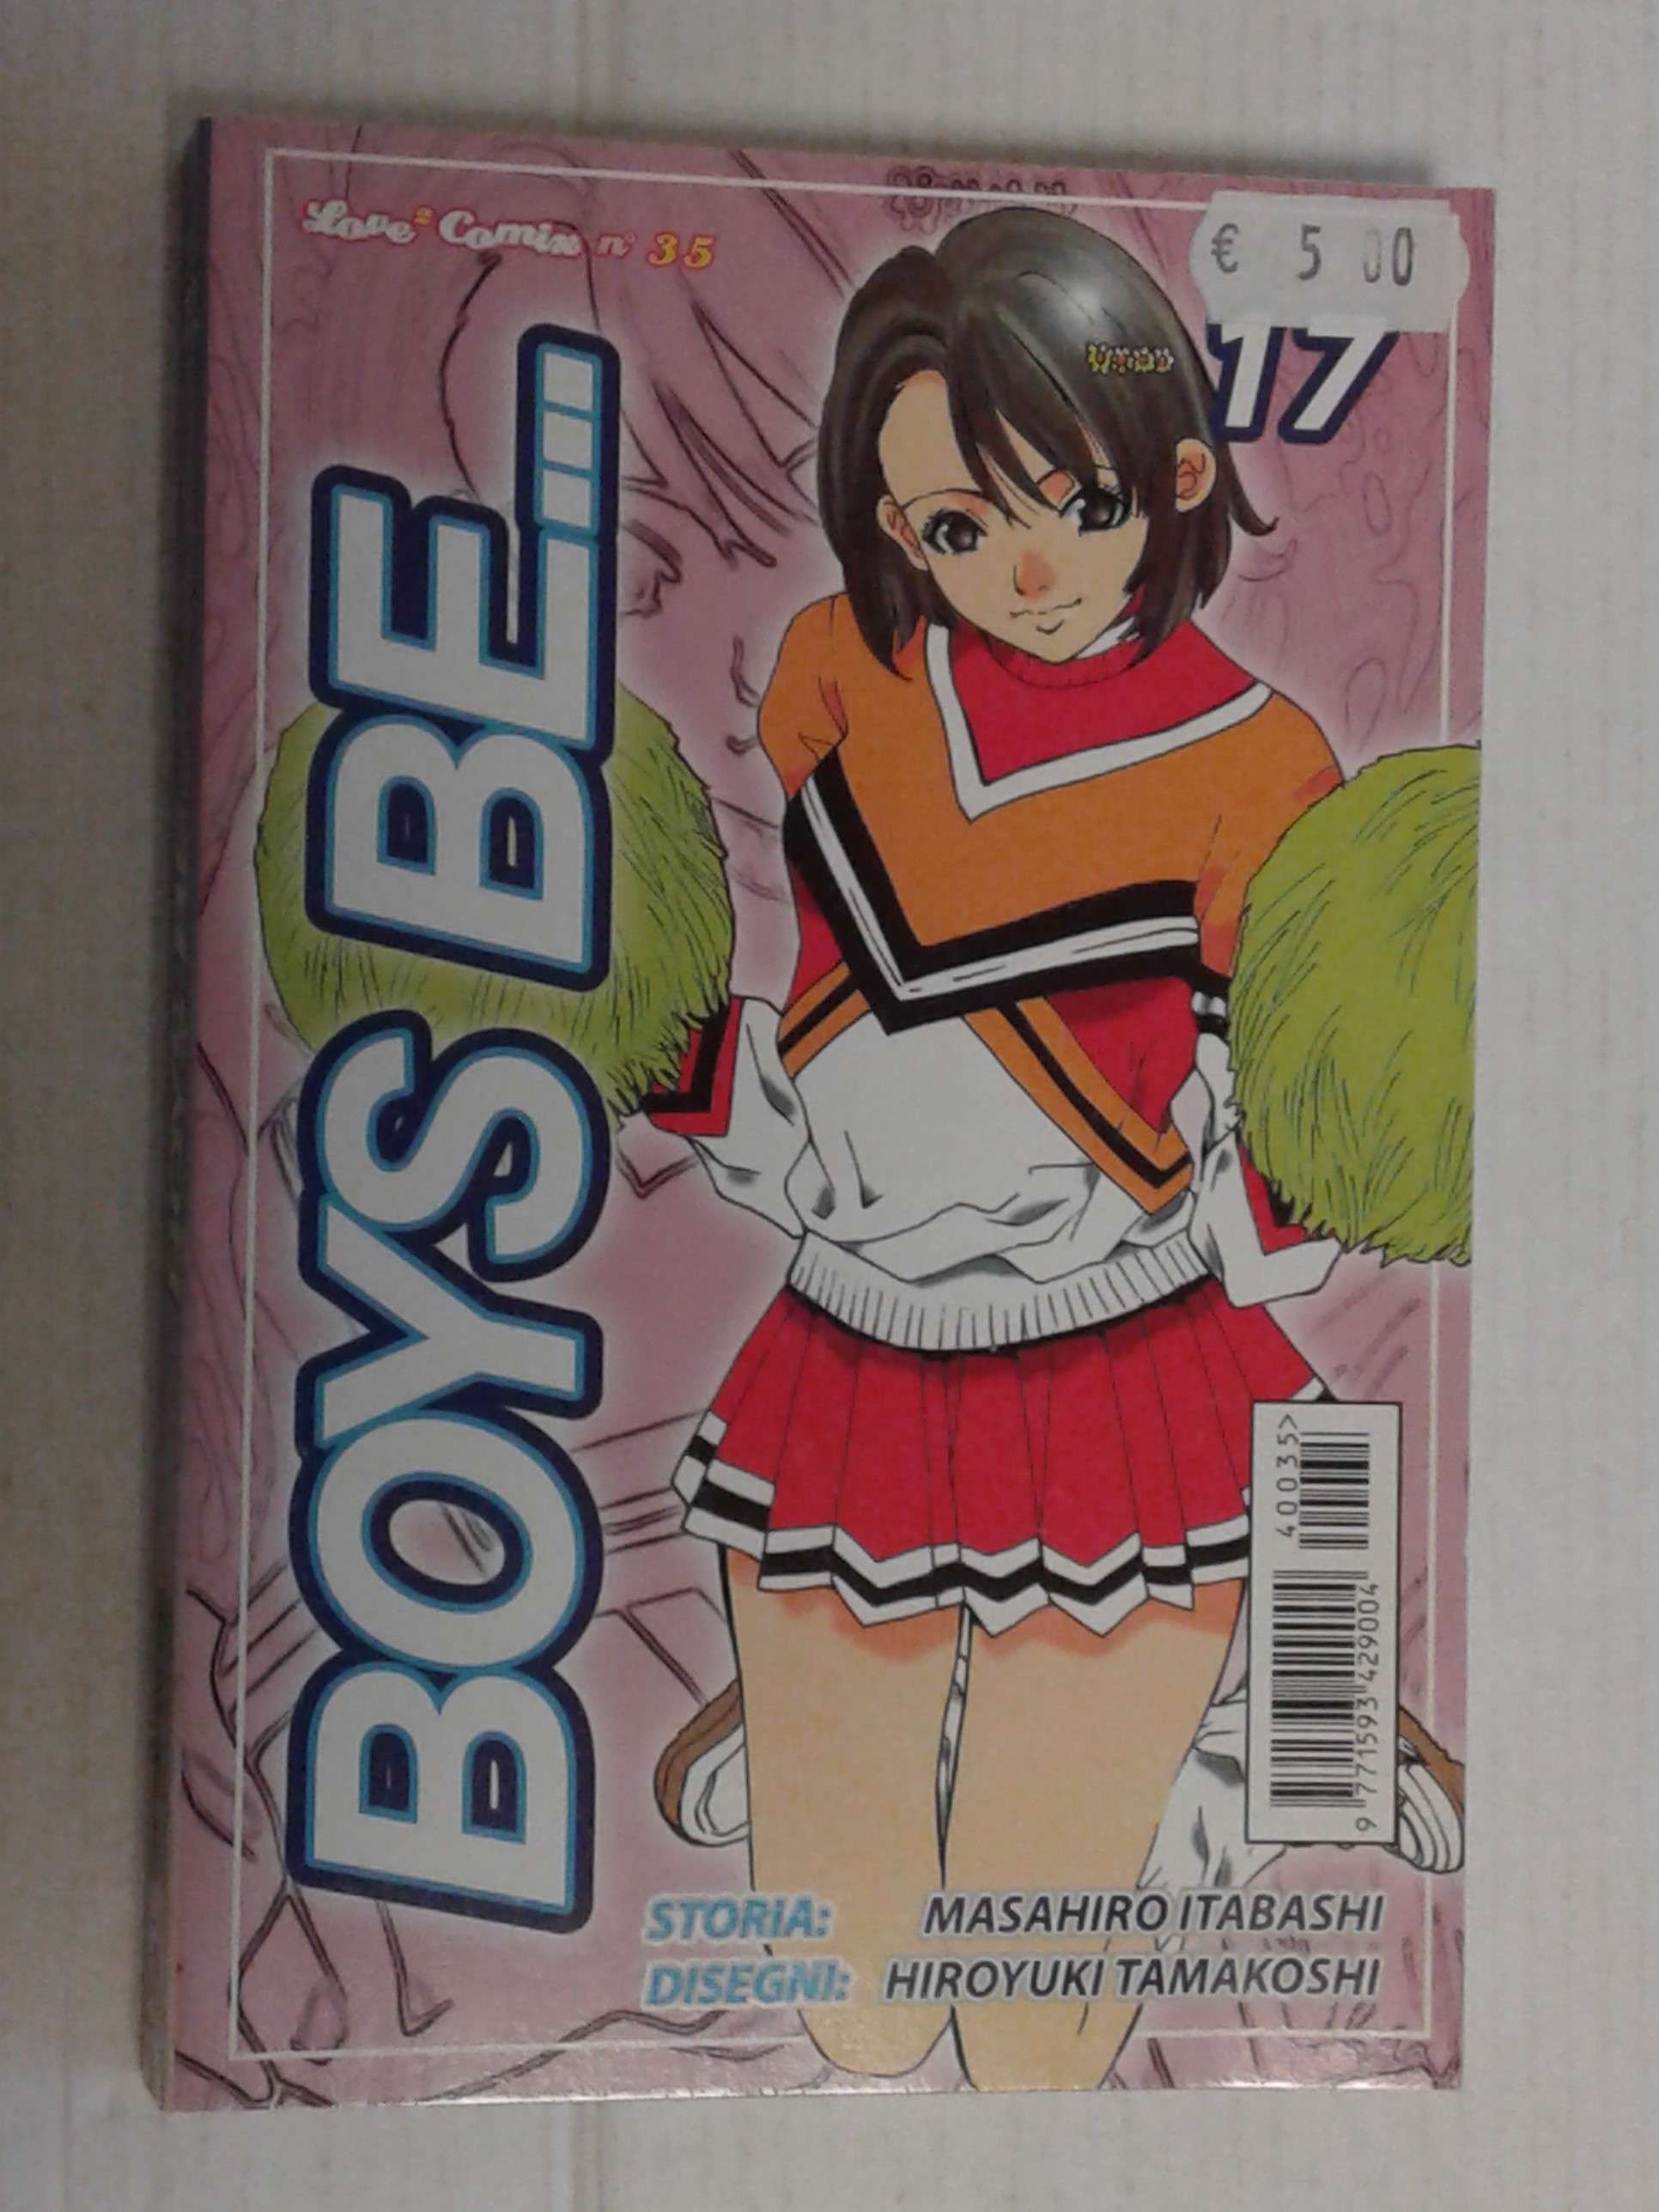 Love² Comix n° 35
€ 5 00
17
BOYS BE...
40035>
9 771593 429004
STORIA: MASAHIRO ITABASHI
DISEGNI: HIROYUKI TAMAKOSHI